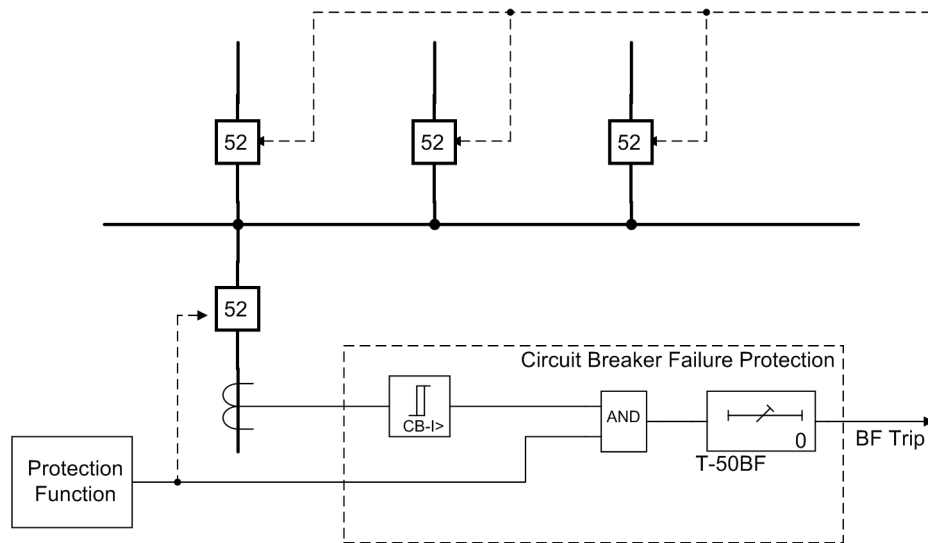 52
52
52
52
Circuit Breaker Failure Protection
CB-I>
AND
0
T-50BF
BF Trip
Protection
Function